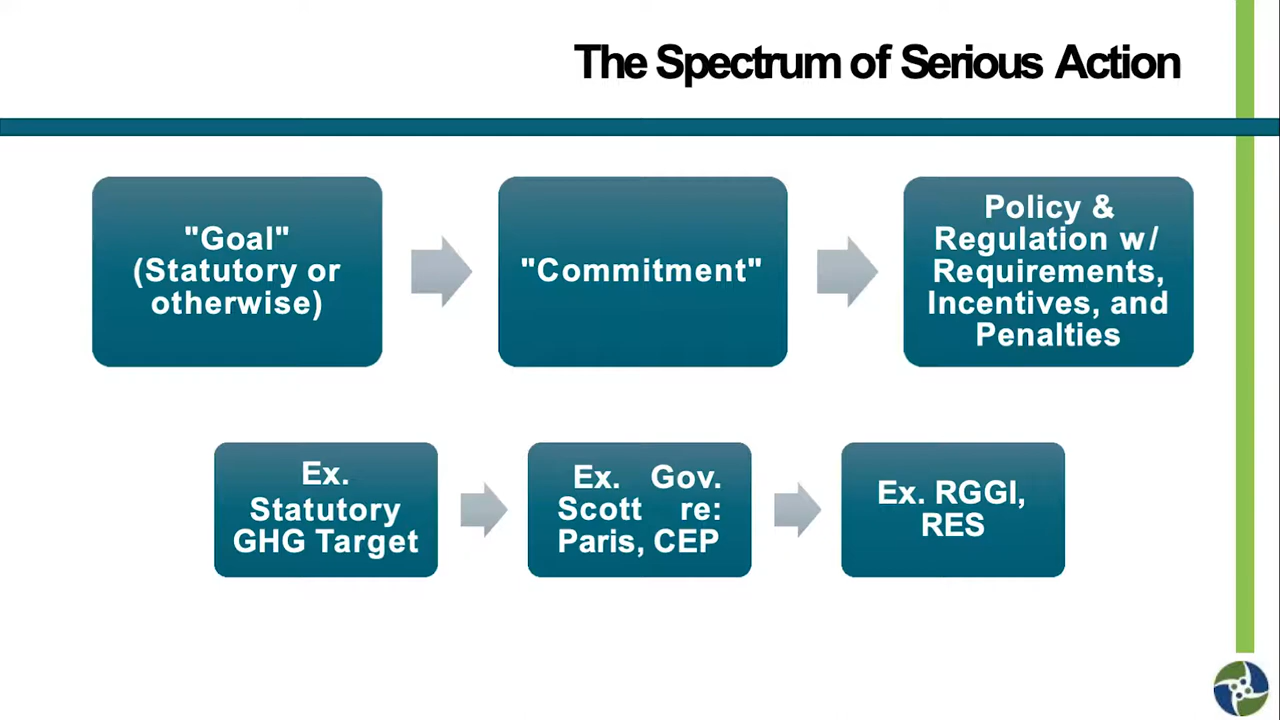 The Spectrum of Serious Action
"Goal"
(Statutory or
otherwise)
"Commitment"
Policy &
Regulation w/
Requirements,
Incentives, and
Penalties
Ex.
Statutory
GHG Target
Ex. Gov.
Scott re:
Paris, CEP
Ex. RGGI,
RES